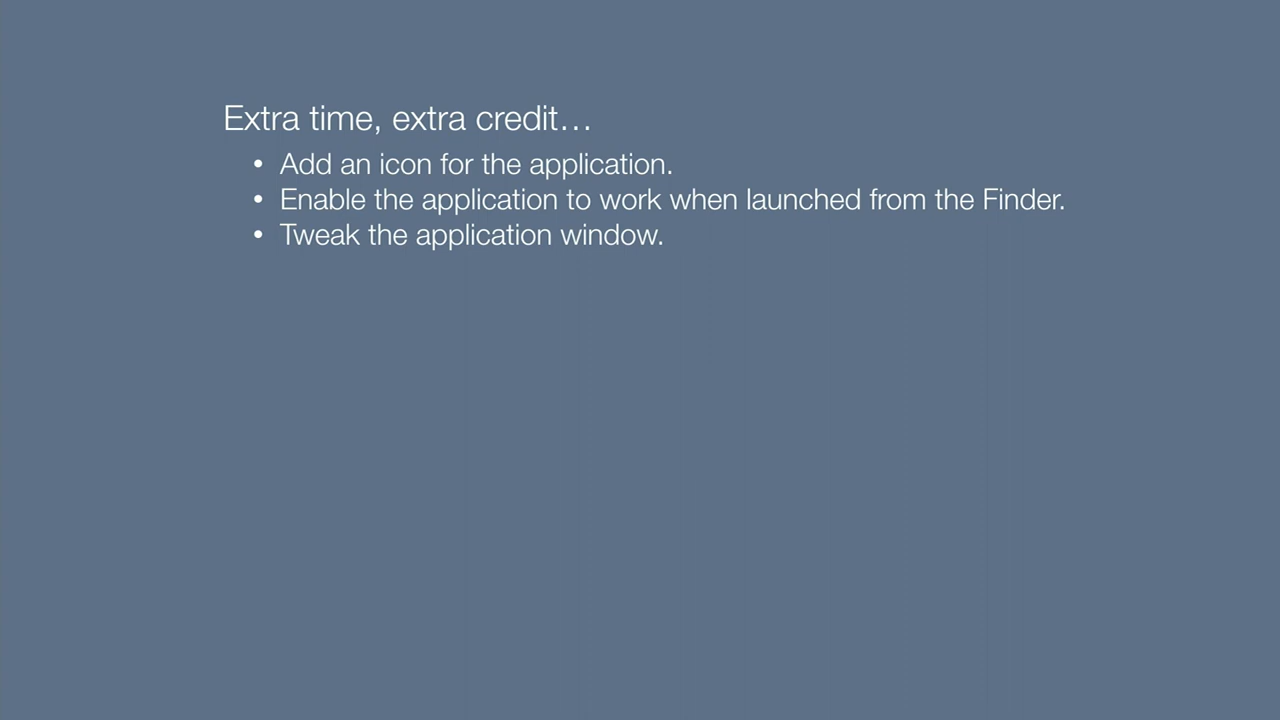 Extra time, extra credit…
• Add an icon for the application.
• Enable the application to work when launched from the Finder.
• Tweak the application window.